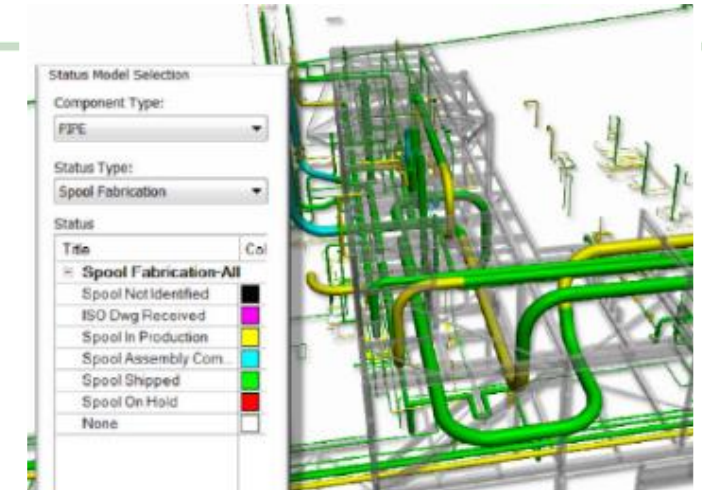 Status Model Selection
Component Type:
PIPE
Status Type:
Spool Fabrication
Status
Title Col
Spool Fabrication-All
Spool Not Identified
ISO Dwg Received
Spool In Production
Spool Assembly Com...
Spool Shipped
Spool On Hold
None